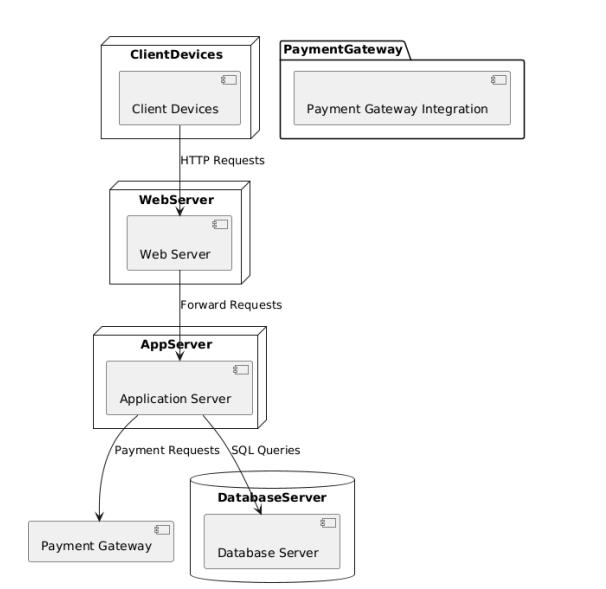 ClientDevices
Client Devices
PaymentGateway
Payment Gateway Integration
HTTP Requests
WebServer
Web Server
Forward Requests
AppServer
Application Server
Payment Requests
SQL Queries
Payment Gateway
DatabaseServer
Database Server